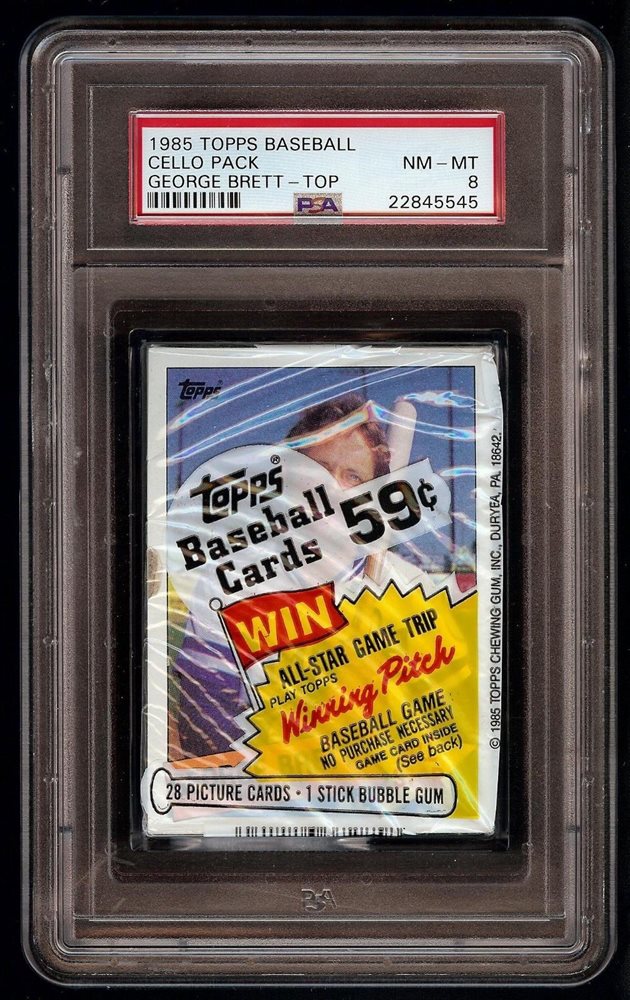 1985 TOPPS BASEBALL
CELLO PACK NM - MT
GEORGE BRETT - TOP 8
PSA 22845545
topps
topps®
Baseball
Cards 59¢
WIN
ALL-STAR GAME TRIP
PLAY TOPPS
Winning Pitch
BASEBALL GAME
NO PURCHASE NECESSARY
GAME CARD INSIDE
(See back)
28 PICTURE CARDS · 1 STICK BUBBLE GUM
© 1985 TOPPS CHEWING GUM, INC., DURYEA, PA. 18642.
PSA